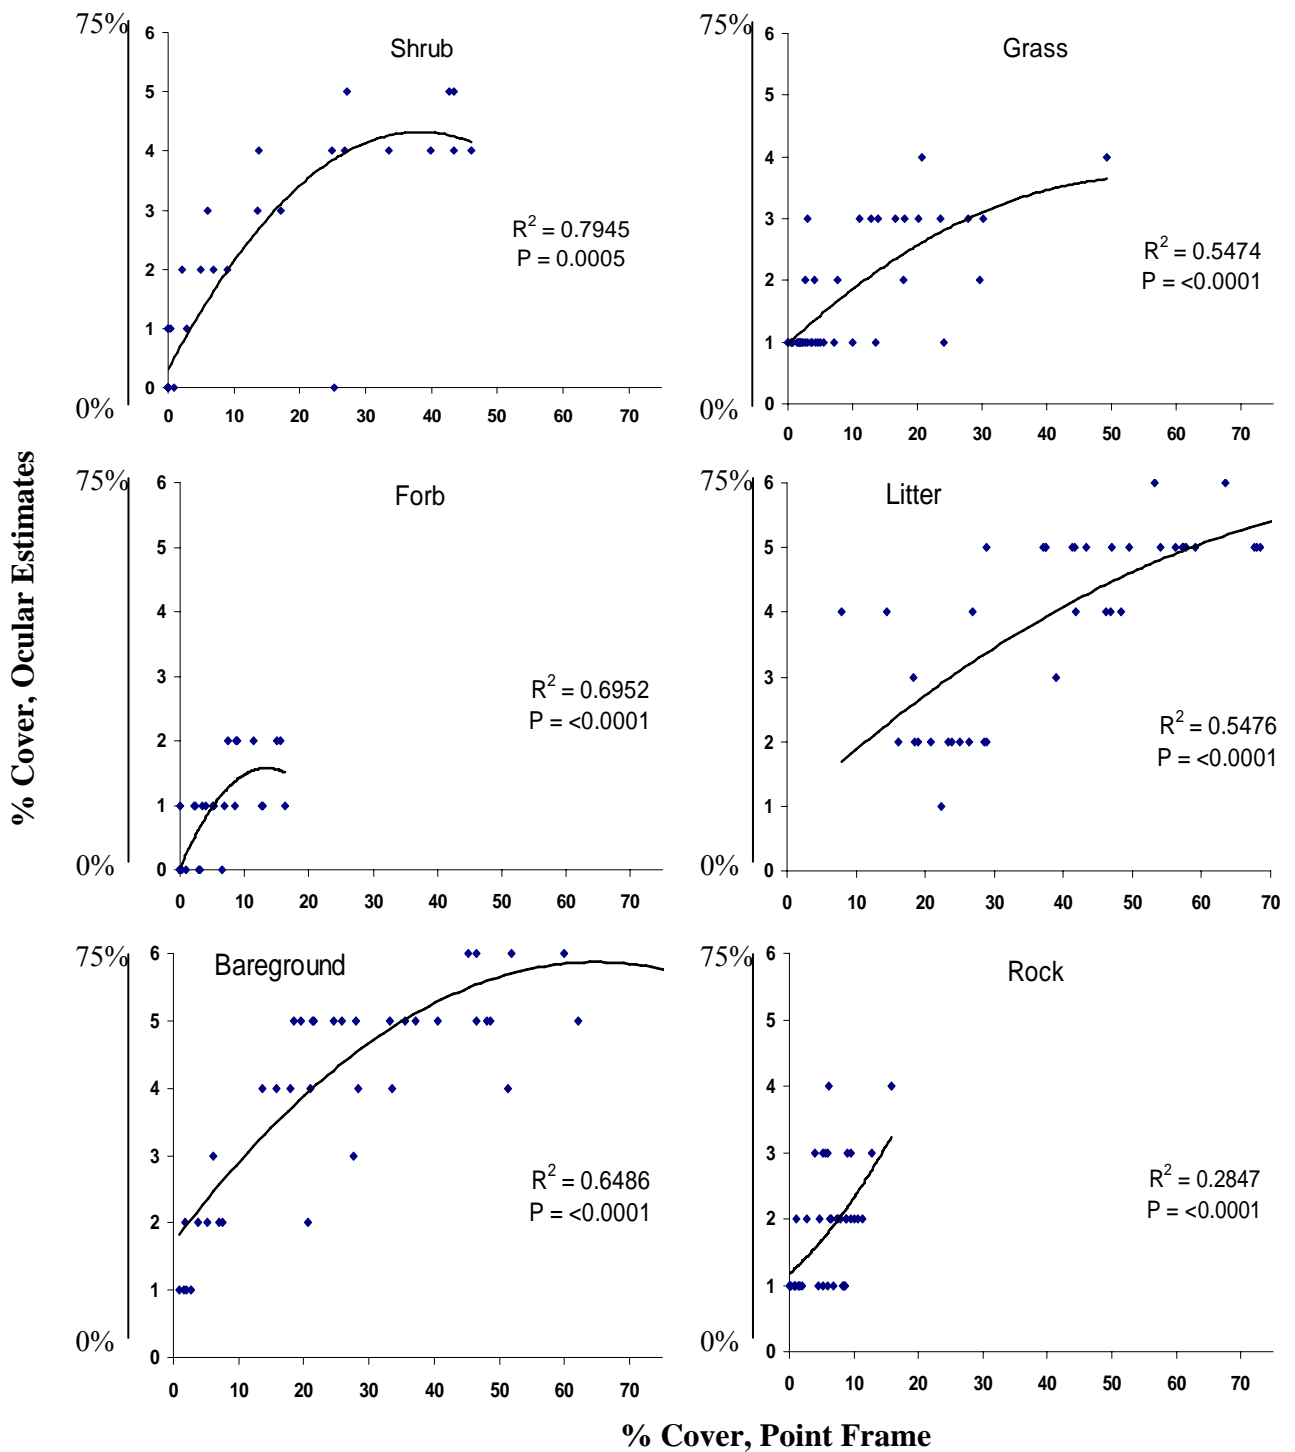 75%
6
5
4
3
2
1
0
0%
Shrub
R² = 0.7945
P = 0.0005
0 10 20 30 40 50 60 70
75%
6
5
4
3
2
1
0
0%
Grass
R² = 0.5474
P = <0.0001
0 10 20 30 40 50 60 70
% Cover, Ocular Estimates
75%
6
5
4
3
2
1
0
0%
Forb
R² = 0.6952
P = <0.0001
0 10 20 30 40 50 60 70
75%
6
5
4
3
2
1
0
0%
Litter
R² = 0.5476
P = <0.0001
0 10 20 30 40 50 60 70
75%
6
5
4
3
2
1
0
0%
Bareground
R² = 0.6486
P = <0.0001
0 10 20 30 40 50 60 70
75%
6
5
4
3
2
1
0
0%
Rock
R² = 0.2847
P = <0.0001
0 10 20 30 40 50 60 70
% Cover, Point Frame